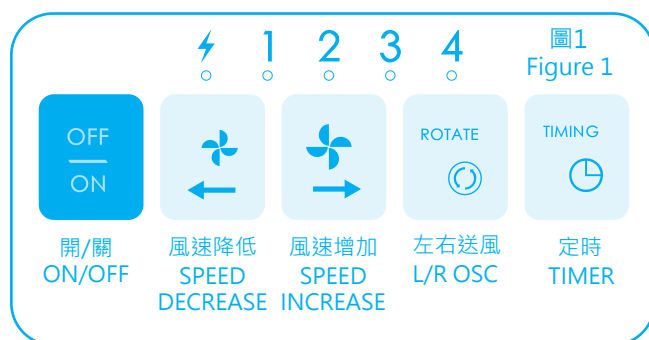 1 2 3 4
圖1
Figure 1
OFF
ON
ROTATE
TIMING
開/關
ON/OFF
風速降低
SPEED
DECREASE
風速增加
SPEED
INCREASE
左右送風
L/R OSC
定時
TIMER